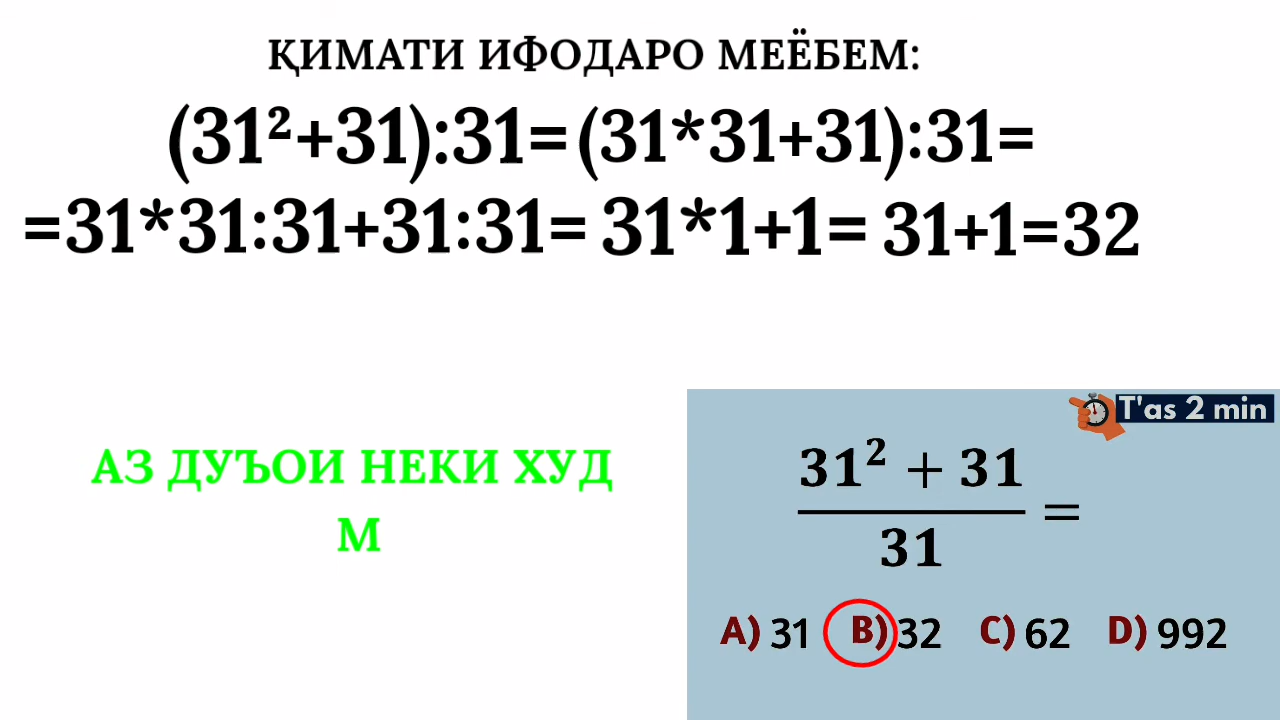 ҚИМАТИ ИФОДАРО МЕЁБЕМ:
(31²+31):31=(31*31+31):31=
=31*31:31+31:31= 31*1+1= 31+1=32
АЗ ДУЪОИ НЕКИ ХУД
М
T'as 2 min
31² + 31
=
31
A) 31 B) 32 C) 62 D) 992